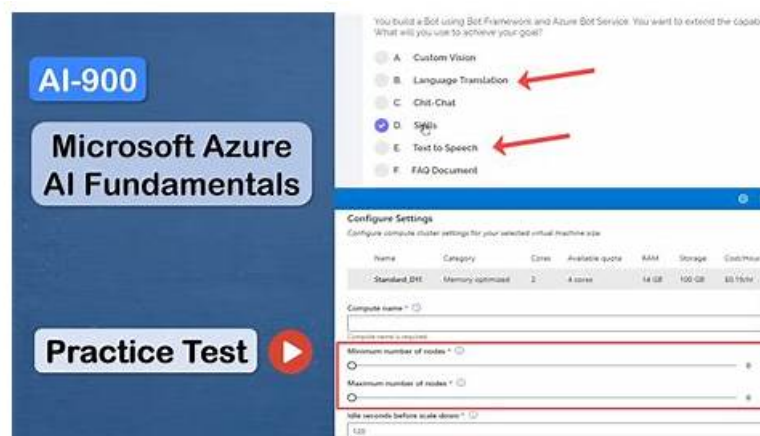 AI-900
Microsoft Azure
AI Fundamentals
Practice Test
You build a Bot using Bot Framework and Azure Bot Service. You want to extend the capab
What will you use to achieve your goal?
A. Custom Vision
B. Language Translation
C. Chit-Chat
D. Skills
E. Text to Speech
F. FAQ Document
Configure Settings
Configure compute cluster settings for your selected virtual machine size.
Name Category Cores Available quota RAM Storage Cost/Hour
Standard_D11 Memory optimized 2 4 cores 14 GB 100 GB
Compute name *
Compute name is required
Minimum number of nodes *
0
Maximum number of nodes *
0
Idle seconds before scale down *
120